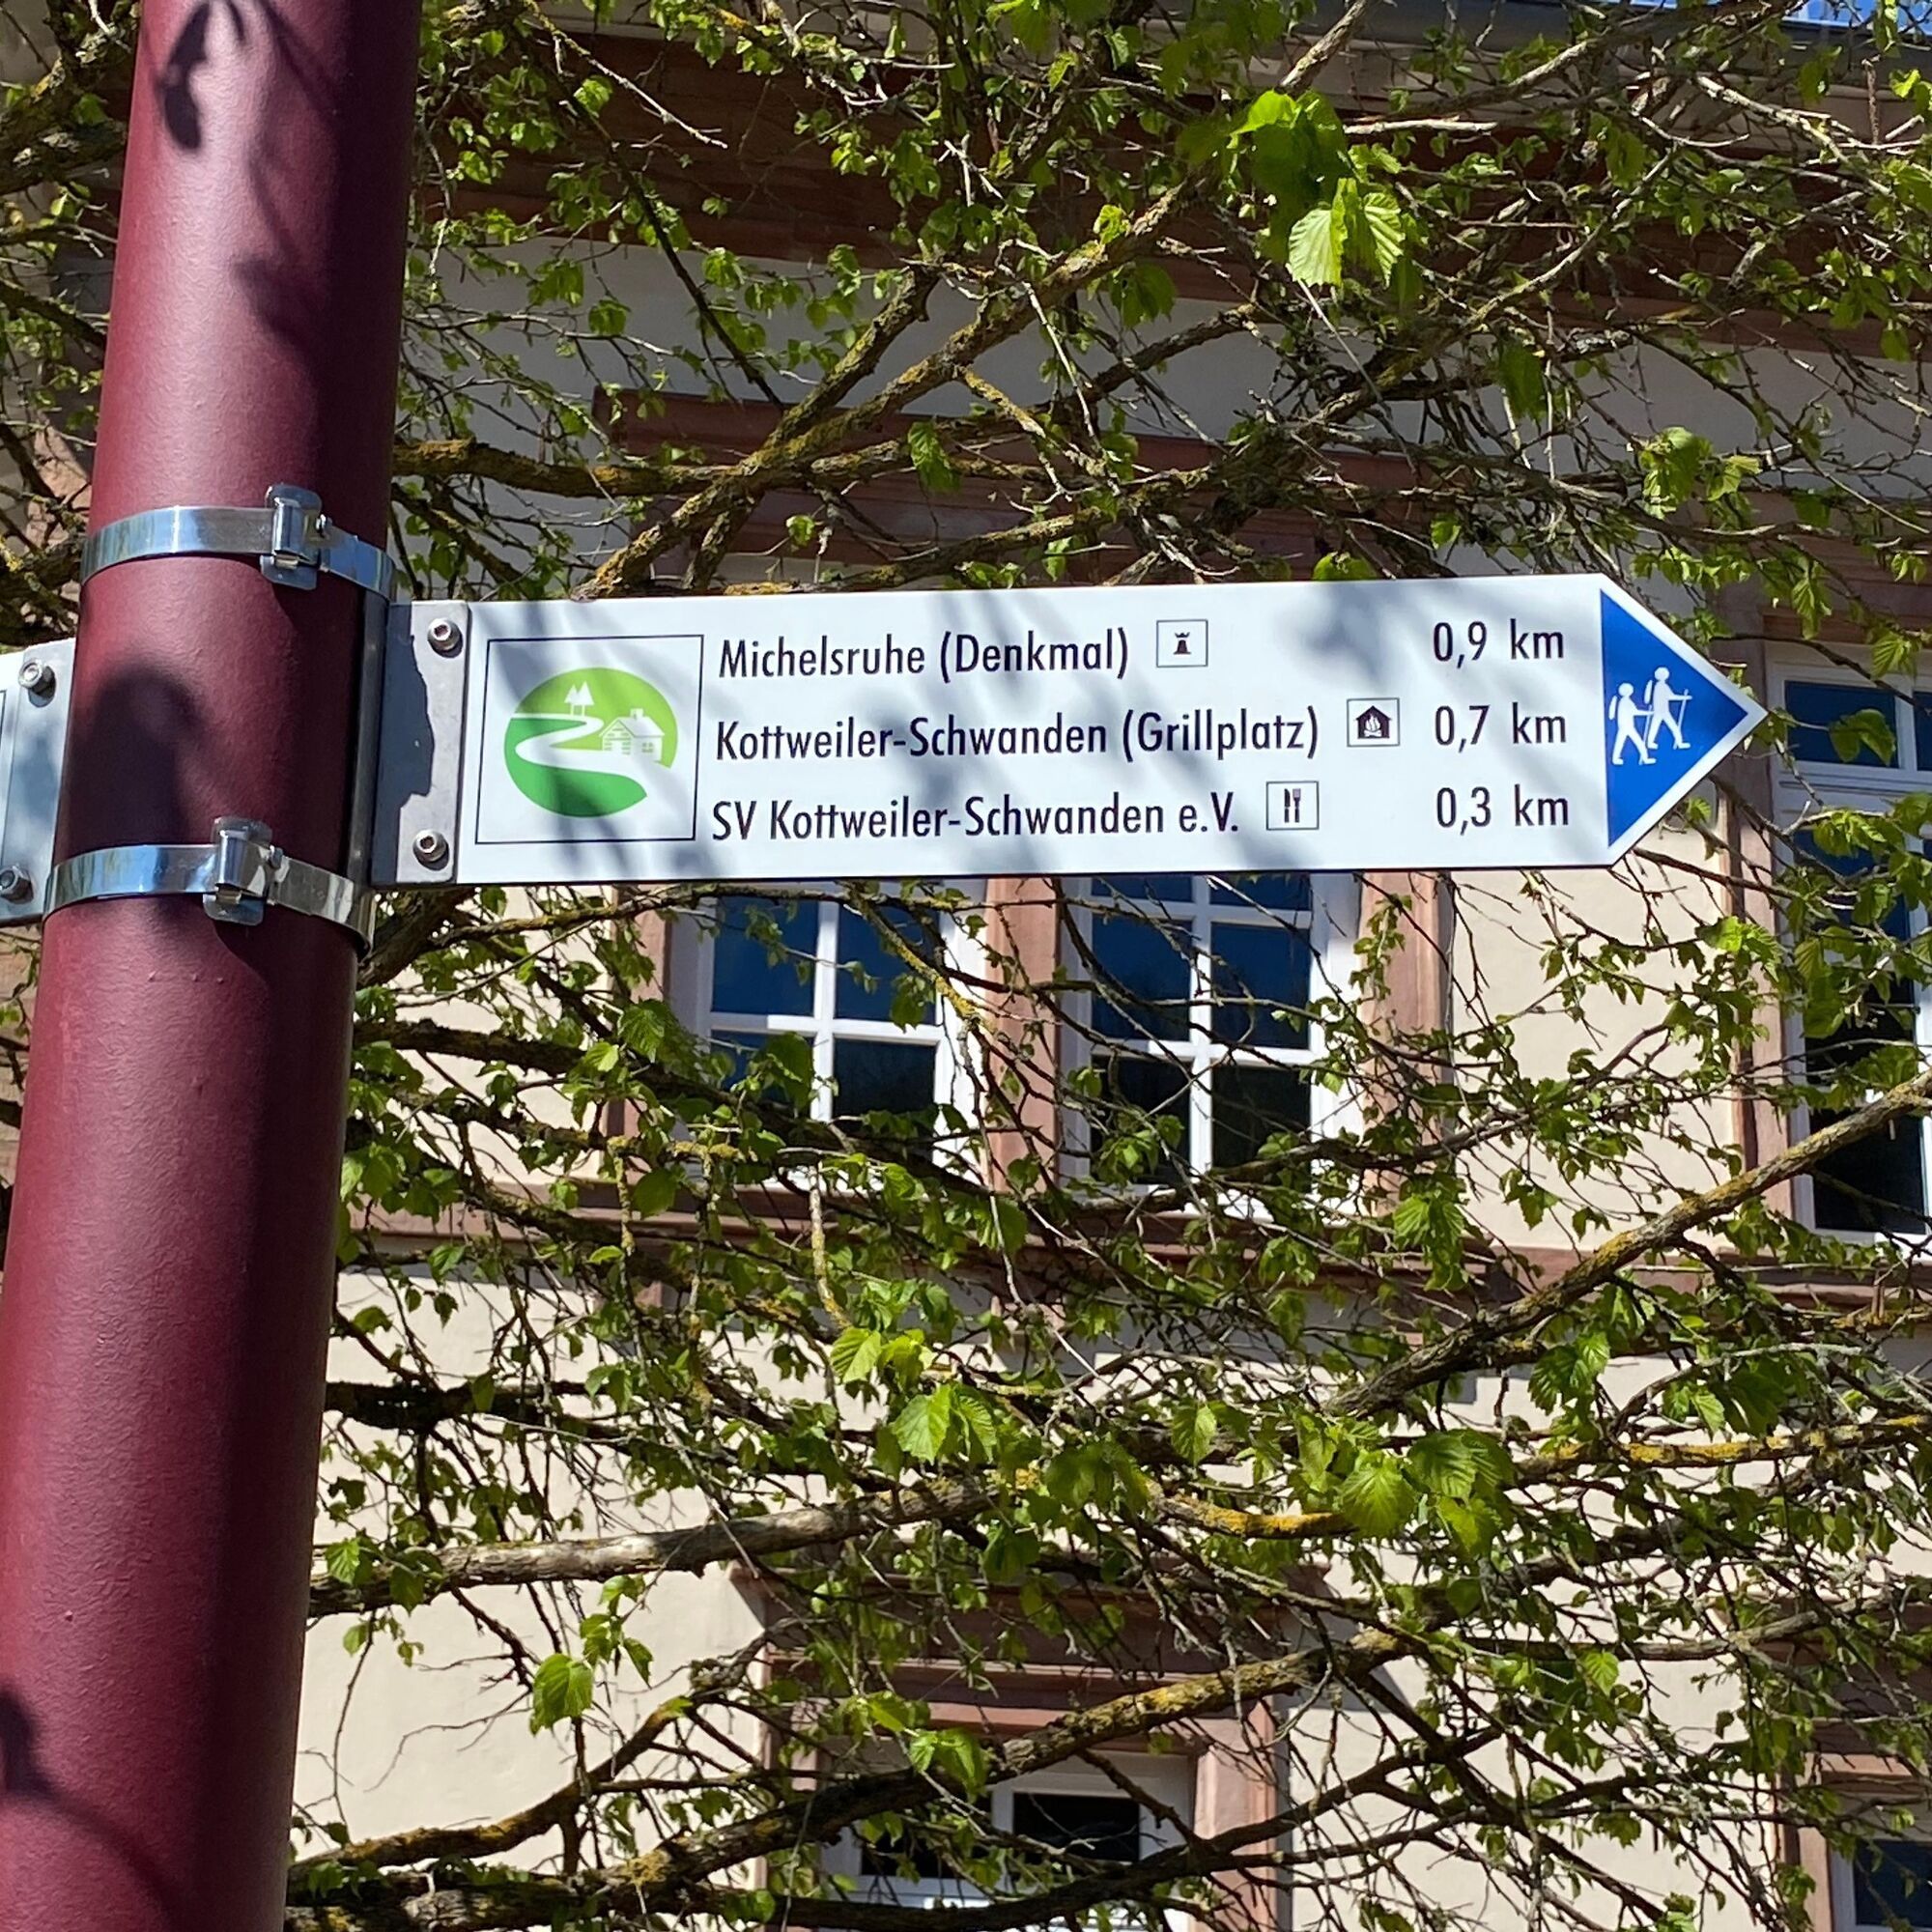 Michelsruhe (Denkmal) 0,9 km
Kottweiler-Schwanden (Grillplatz) 0,7 km
SV Kottweiler-Schwanden e.V. 0,3 km